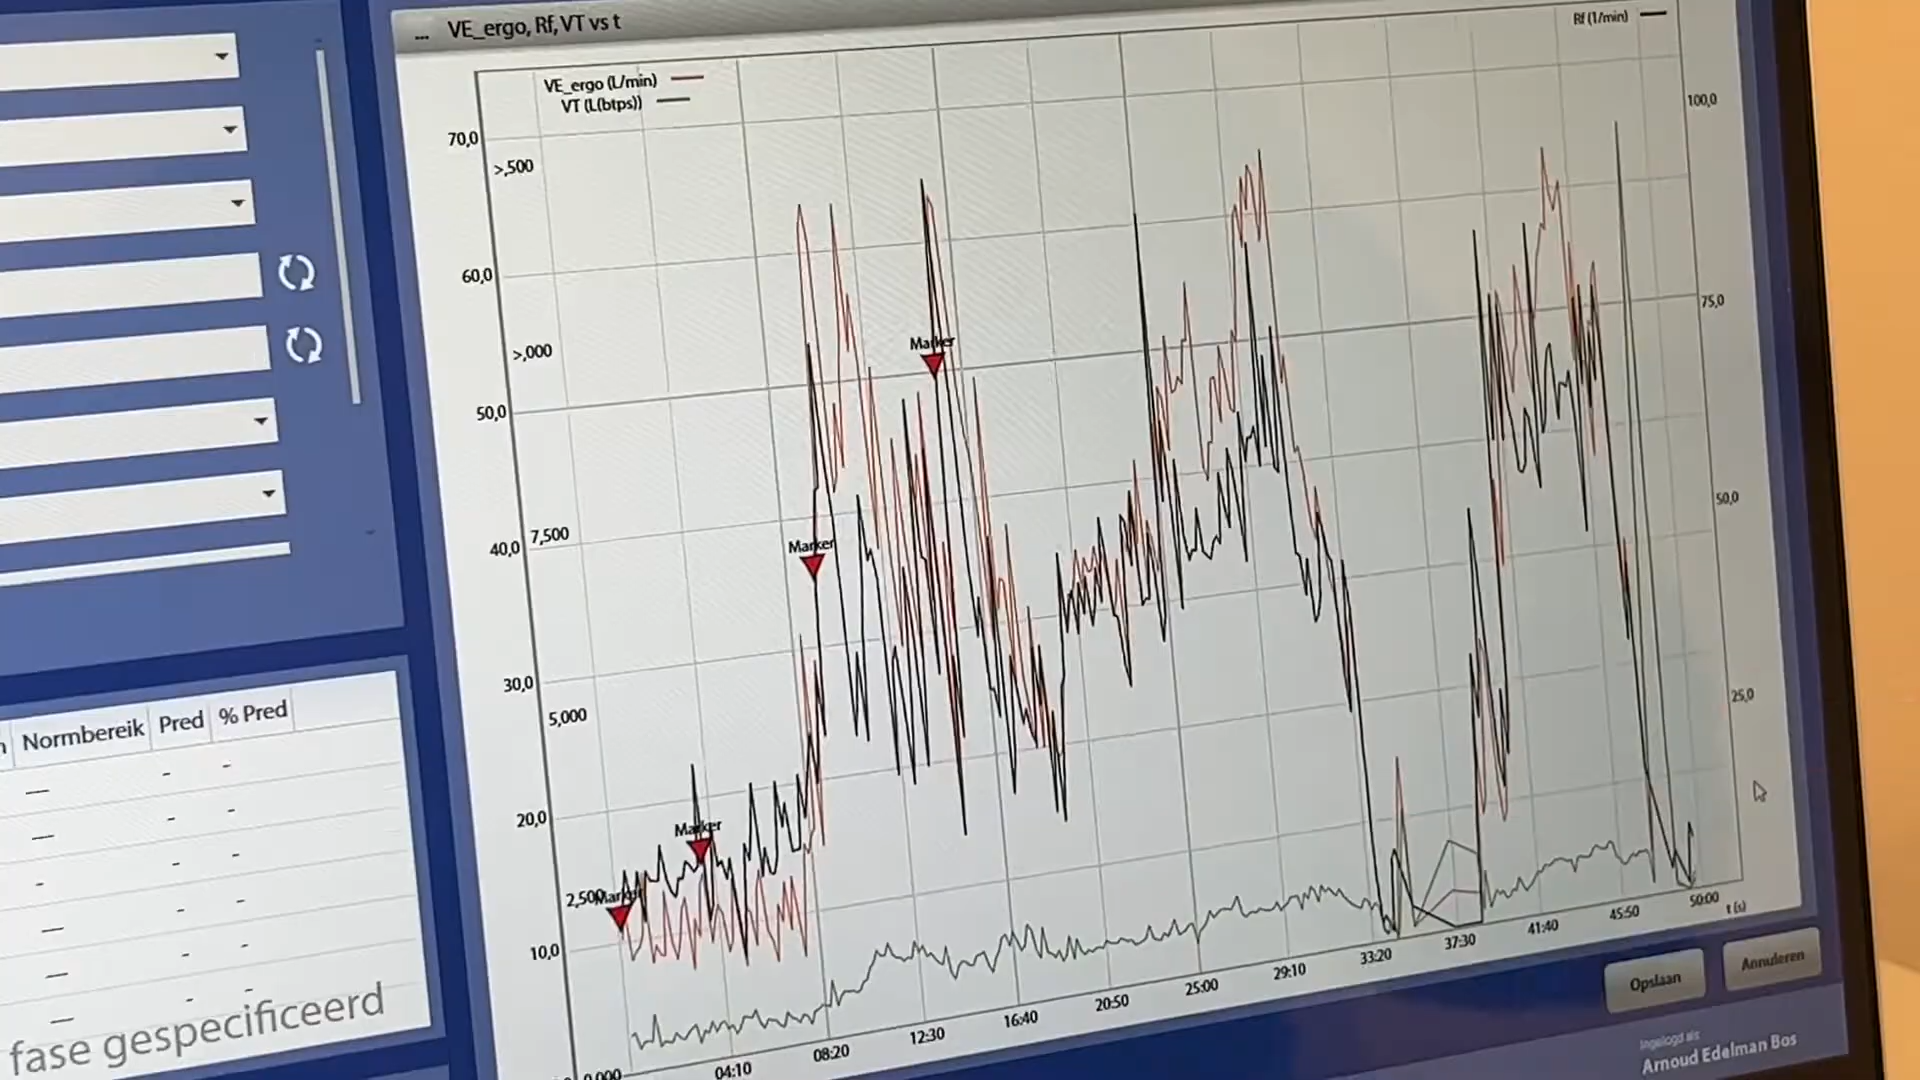 ... VE_ergo, Rf, VT vs t
Rf (1/min)
VE_ergo (L/min)
VT (L(btps))
70,0
>,500
100,0
60,0
>,000
75,0
Marker
50,0
7,500
40,0
Marker
50,0
30,0
5,000
25,0
20,0
Marker
2,500
Marker
10,0
04:10
08:20
12:30
16:40
20:50
25:00
29:10
33:20
37:30
41:40
45:50
50:00
t (s)
Normbereik Pred % Pred
fase gespecificeerd
Opslaan
Annuleren
Ingelogd als:
Arnoud Edelman Bos